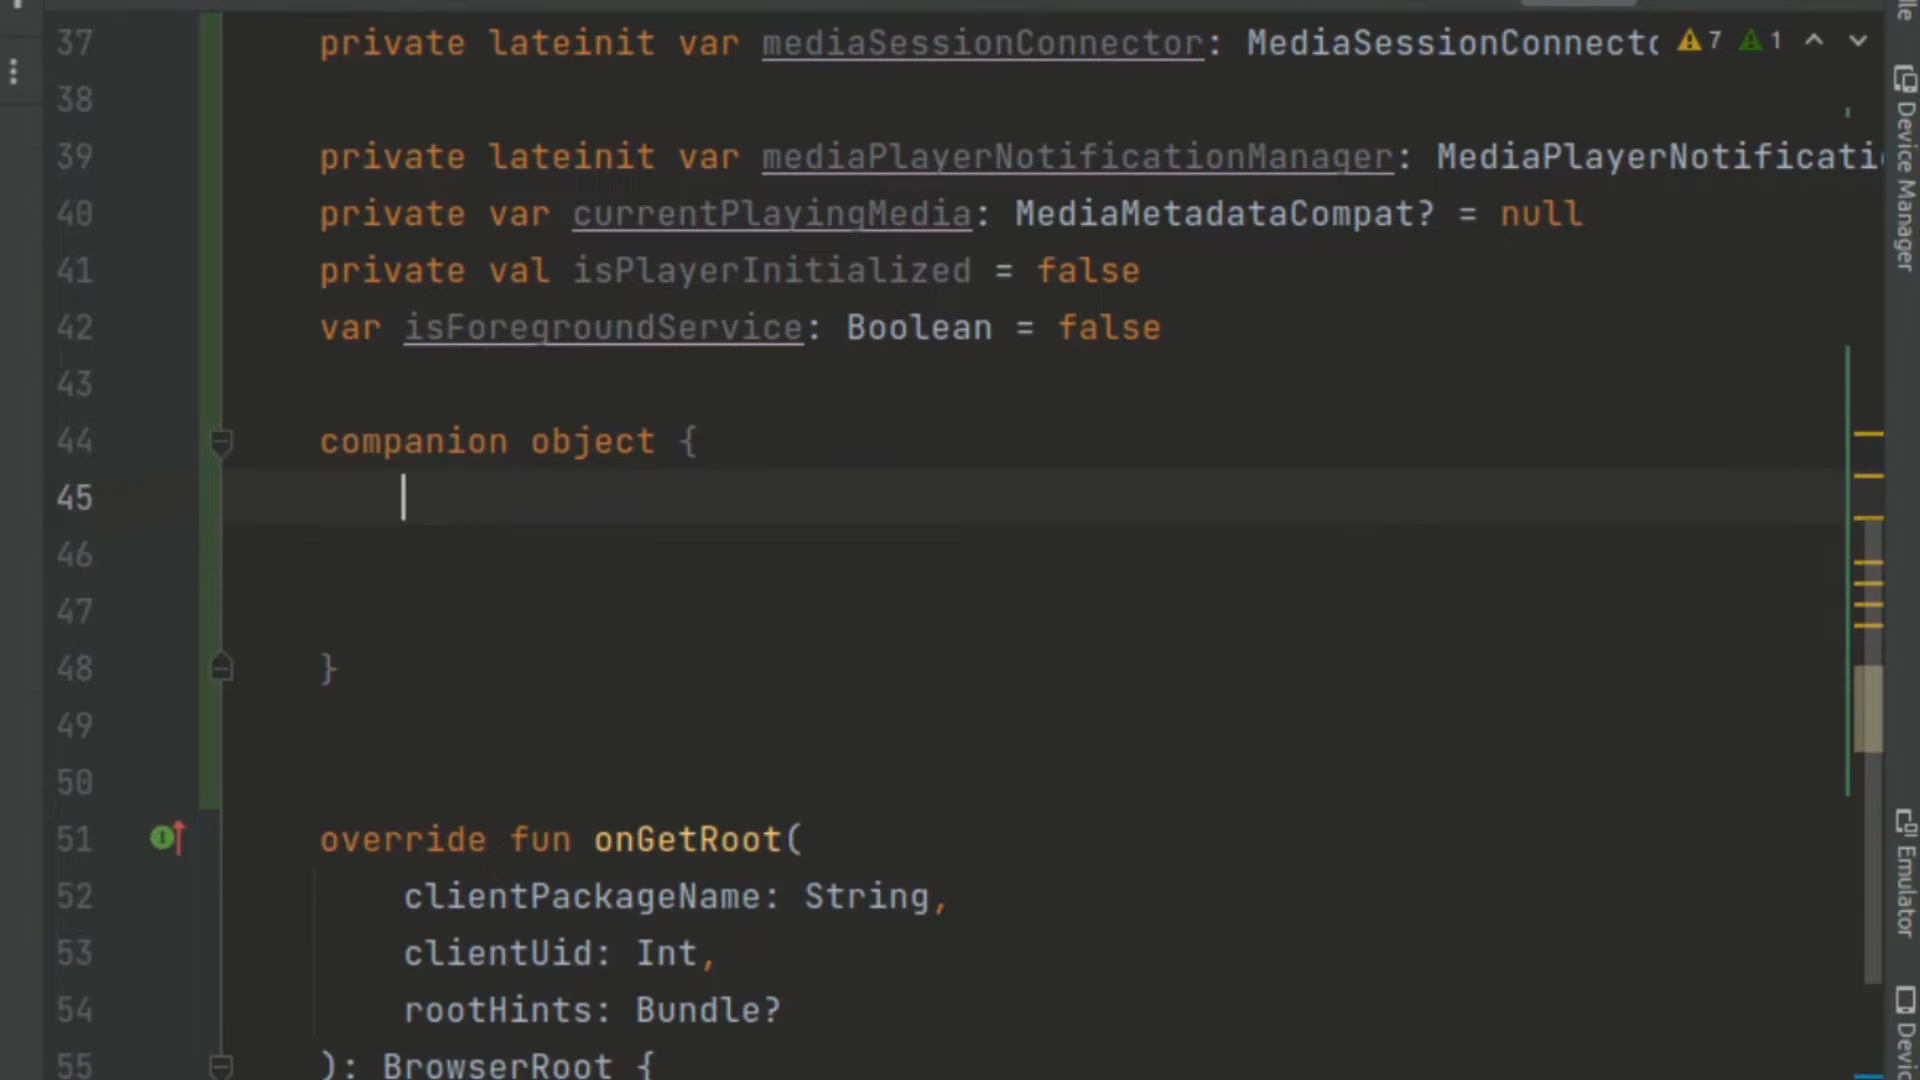 37 private lateinit var mediaSessionConnector: MediaSessionConnecto 7 1
38
39 private lateinit var mediaPlayerNotificationManager: MediaPlayerNotificati
40 private var currentPlayingMedia: MediaMetadataCompat? = null
41 private val isPlayerInitialized = false
42 var isForegroundService: Boolean = false
43
44 companion object {
45
46
47
48 }
49
50
51 override fun onGetRoot(
52 clientPackageName: String,
53 clientUid: Int,
54 rootHints: Bundle?
55 ): BrowserRoot {
Device Manager
Emulator